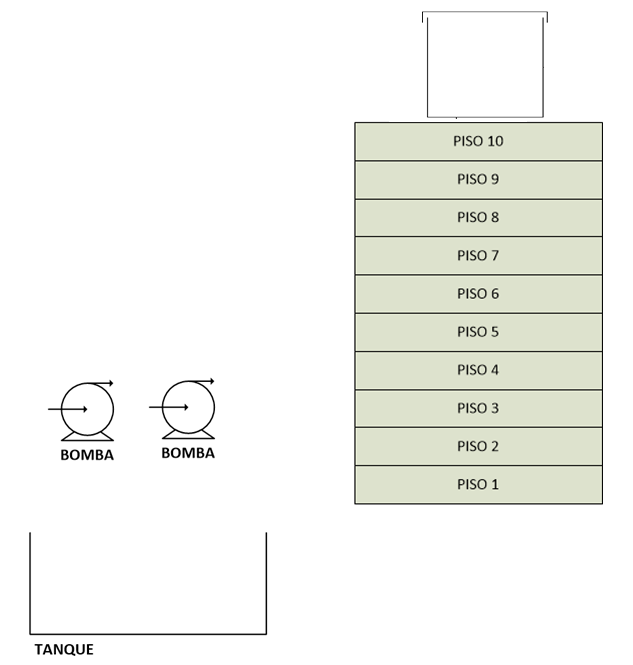 PISO 10
PISO 9
PISO 8
PISO 7
PISO 6
PISO 5
PISO 4
PISO 3
PISO 2
PISO 1
BOMBA
BOMBA
TANQUE